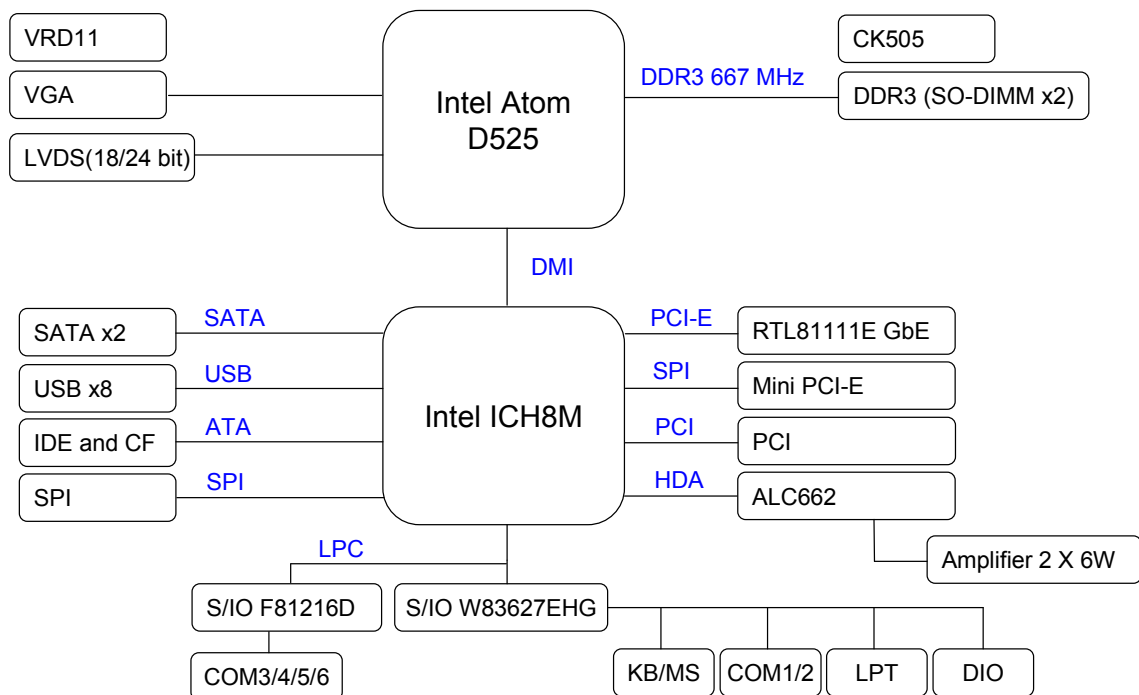 VRD11
CK505
DDR3 667 MHz
VGA
Intel Atom
D525
DDR3 (SO-DIMM x2)
LVDS(18/24 bit)
DMI
SATA x2
SATA
PCI-E
RTL81111E GbE
USB x8
USB
SPI
Mini PCI-E
Intel ICH8M
IDE and CF
ATA
PCI
PCI
SPI
SPI
HDA
ALC662
LPC
Amplifier 2 X 6W
S/IO F81216D
S/IO W83627EHG
COM3/4/5/6
KB/MS
COM1/2
LPT
DIO